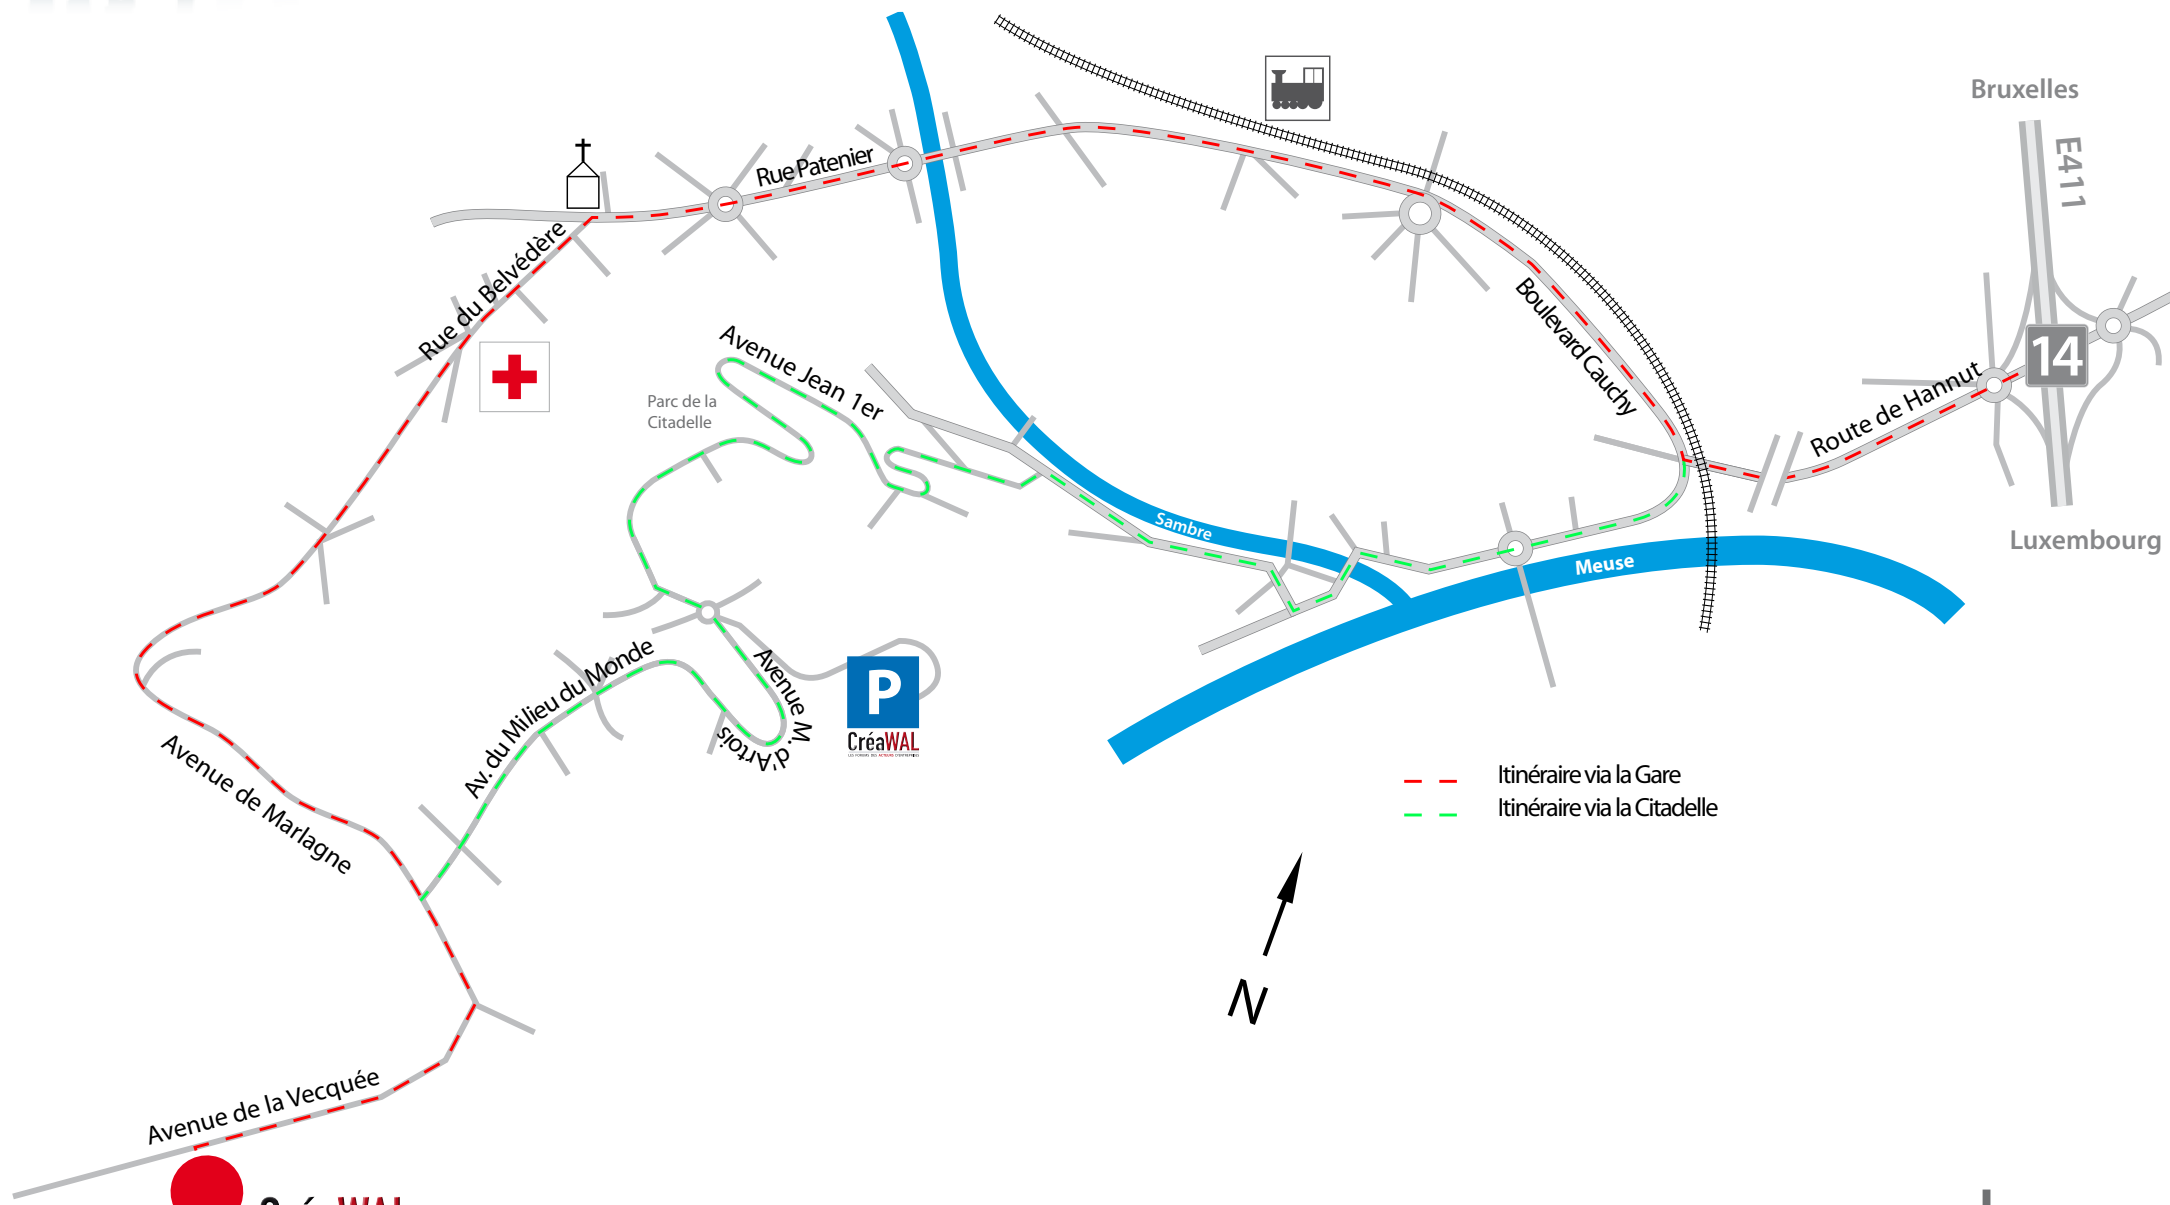 Bruxelles
E411
Rue Patenier
Rue du Belvédère
Boulevard Cauchy
14
Route de Hannut
Avenue Jean 1er
Parc de la
Citadelle
Sambre
Meuse
Luxembourg
Av. du Milieu du Monde
Avenue M. d'Artois
P
CréaWAL
Avenue de Marlagne
Itinéraire via la Gare
Itinéraire via la Citadelle
N
Avenue de la Vecquée